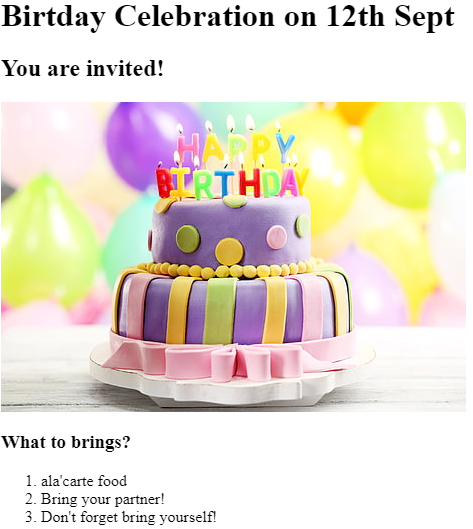 Birtday Celebration on 12th Sept
You are invited!
HAPPY
BIRTHDAY
What to brings?
1. ala'carte food
2. Bring your partner!
3. Don't forget bring yourself!